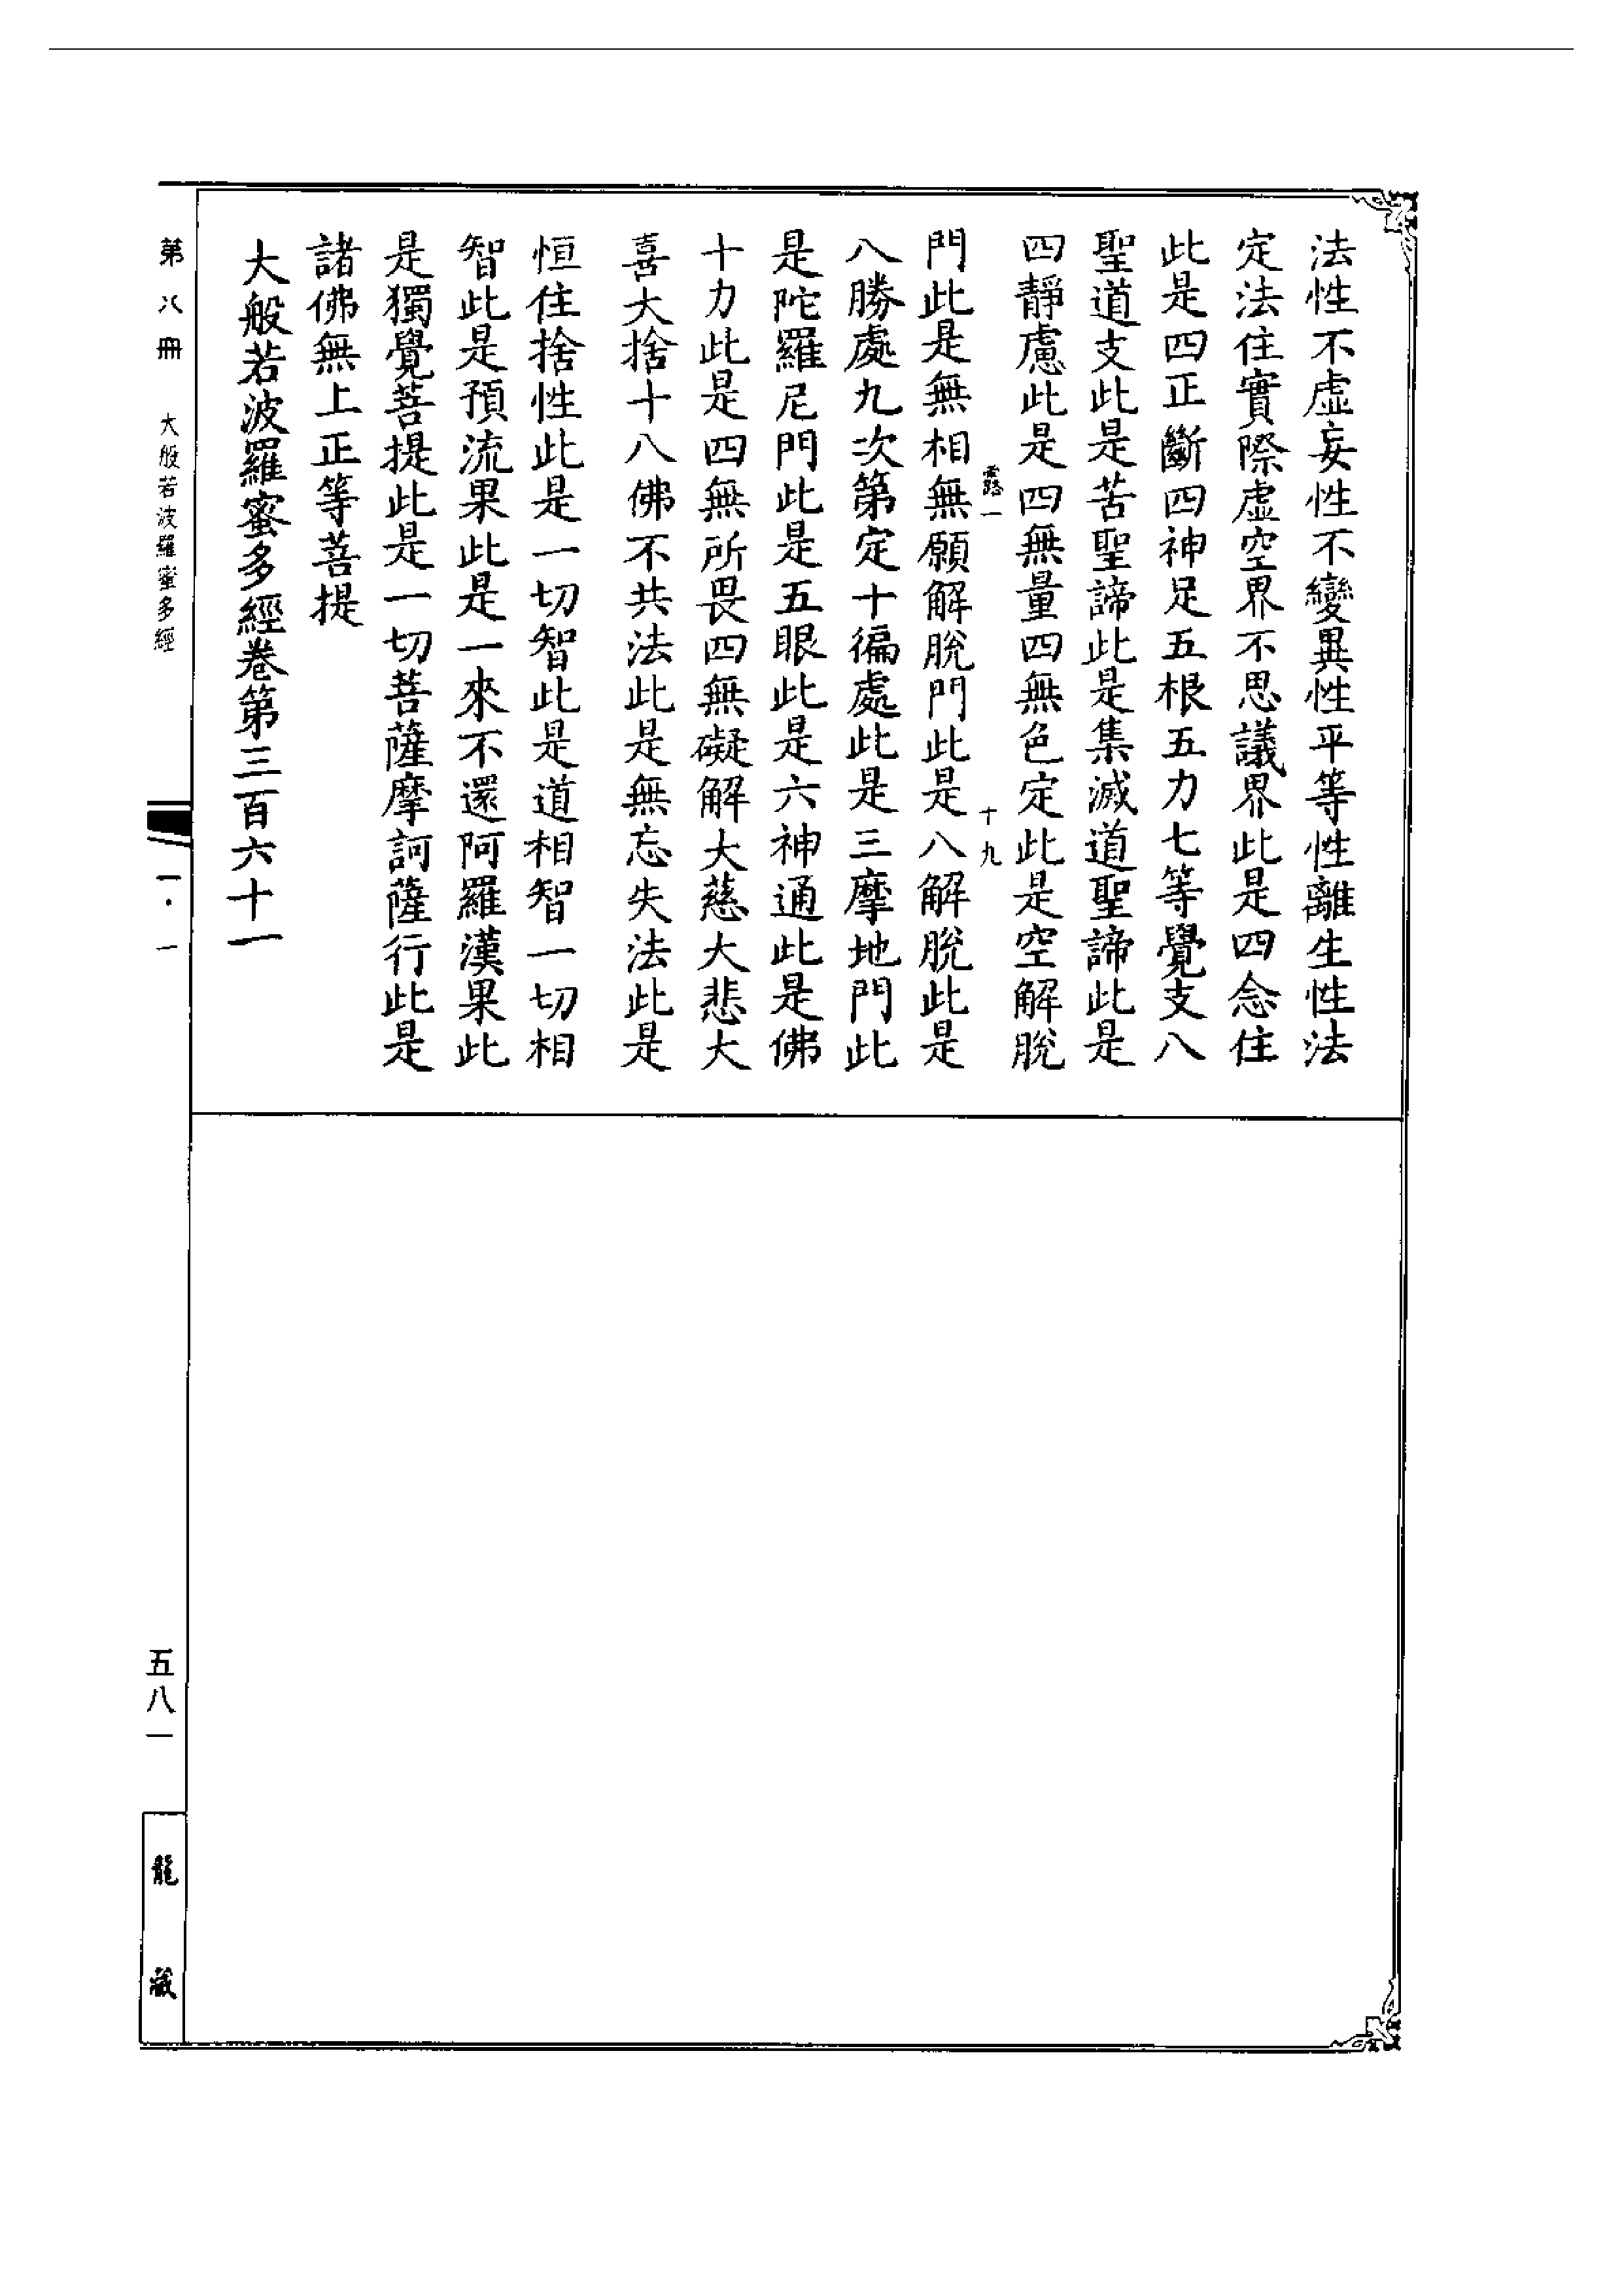 法性不虛妄性不變異性平等性離生性法
定法住實際虛空界不思議界此是四念住
此是四正斷四神足五根五力七等覺支八
聖道支此是苦聖諦此是集滅道聖諦此是
四靜慮此是四無量四無色定此是空解脫
露一 十九
門此是無相無願解脫門此是八解脫此是
八勝處九次第定十徧處此是三摩地門此
是陀羅尼門此是五眼此是六神通此是佛
十力此是四無所畏四無礙解大慈大悲大
喜大捨十八佛不共法此是無忘失法此是
恒住捨性此是一切智此是道相智一切相
智此是預流果此是一來不還阿羅漢果此
是獨覺菩提此是一切菩薩摩訶薩行此是
諸佛無上正等菩提
大般若波羅蜜多經卷第三百六十一
第八冊 大般若波羅蜜多經 一·一 五八一 龍藏